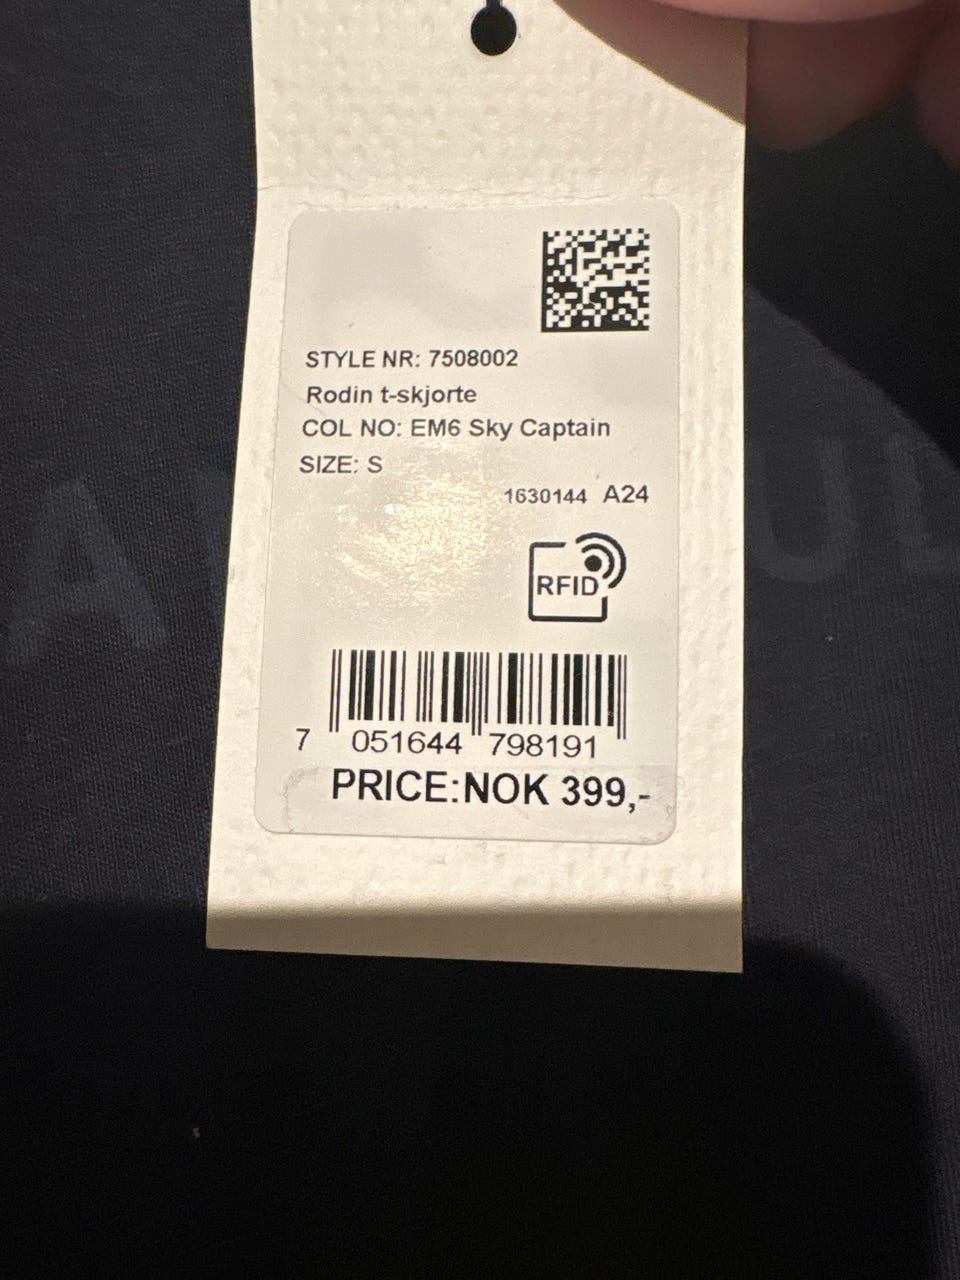 STYLE NR: 7508002
Rodin t-skjorte
COL NO: EM6 Sky Captain
SIZE: S
1630144 A24
RFID
7 051644 798191
PRICE:NOK 399,-